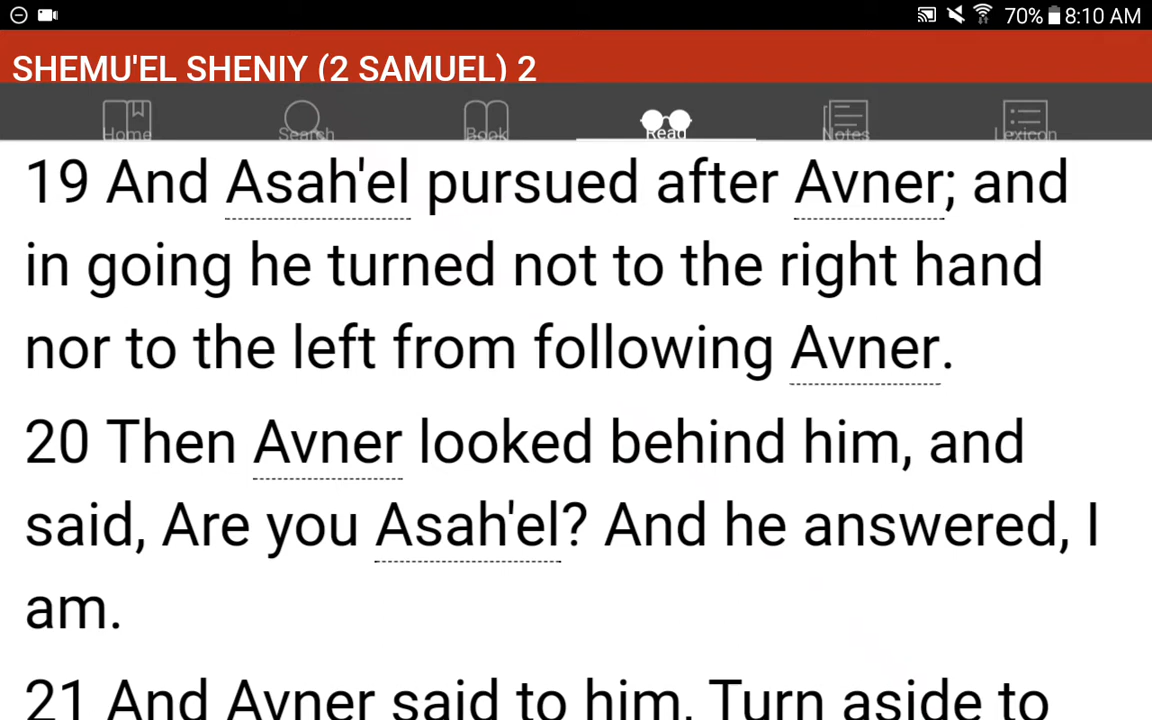 70% 8:10 AM
SHEMU'EL SHENIY (2 SAMUEL) 2
Home Search Book Read Notes Lexicon
19 And Asah'el pursued after Avner; and
in going he turned not to the right hand
nor to the left from following Avner.
20 Then Avner looked behind him, and
said, Are you Asah'el? And he answered, I
am.
21 And Avner said to him, Turn aside to